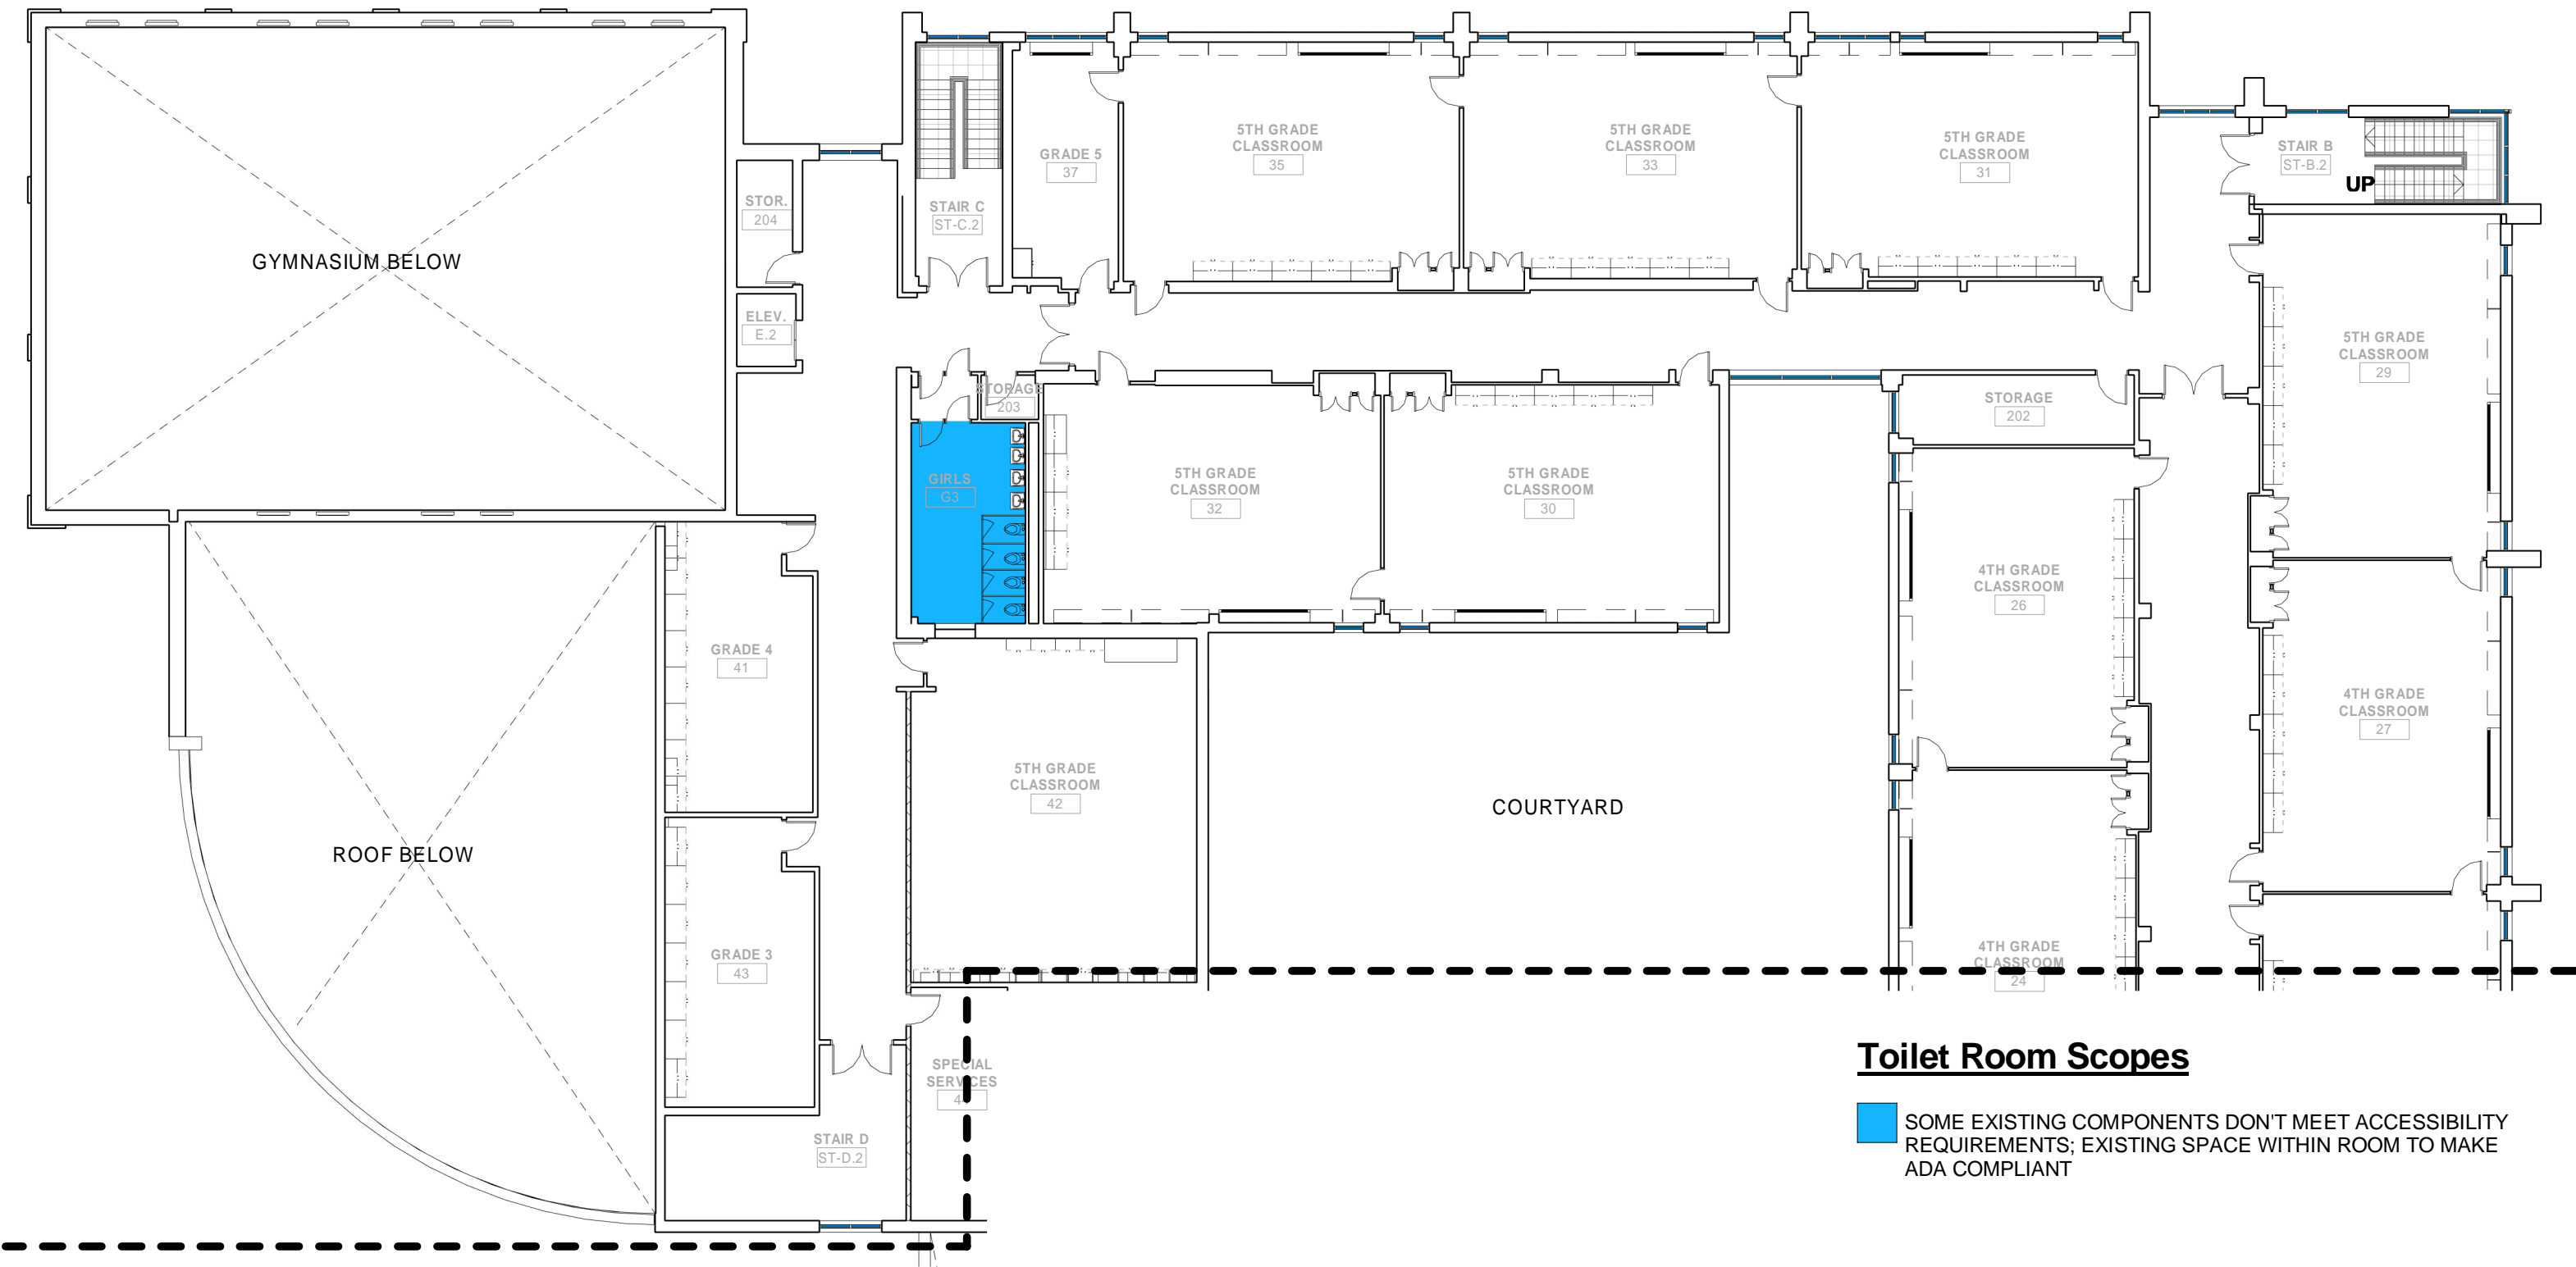 5TH GRADE
CLASSROOM
35
5TH GRADE
CLASSROOM
33
5TH GRADE
CLASSROOM
31
GRADE 5
37
STAIR B
ST-B.2
UP
STOR.
204
STAIR C
ST-C.2
GYMNASIUM BELOW
ELEV.
E.2
5TH GRADE
CLASSROOM
29
STORAGE
203
STORAGE
202
GIRLS
G3
5TH GRADE
CLASSROOM
32
5TH GRADE
CLASSROOM
30
4TH GRADE
CLASSROOM
26
GRADE 4
41
4TH GRADE
CLASSROOM
27
5TH GRADE
CLASSROOM
42
COURTYARD
ROOF BELOW
GRADE 3
43
4TH GRADE
CLASSROOM
24
SPECIAL
SERVICES
STAIR D
ST-D.2
Toilet Room Scopes
SOME EXISTING COMPONENTS DON'T MEET ACCESSIBILITY
REQUIREMENTS; EXISTING SPACE WITHIN ROOM TO MAKE
ADA COMPLIANT